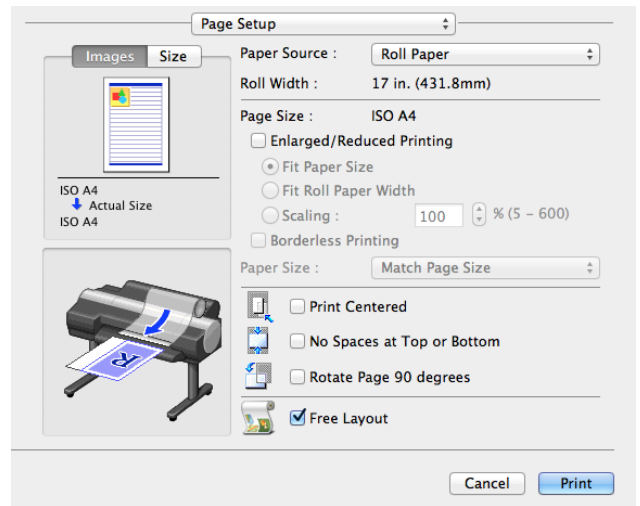 Page Setup
Images Size
ISO A4
Actual Size
ISO A4
Paper Source : Roll Paper
Roll Width : 17 in. (431.8mm)
Page Size : ISO A4
Enlarged/Reduced Printing
Fit Paper Size
Fit Roll Paper Width
Scaling : 100 % (5 - 600)
Borderless Printing
Paper Size : Match Page Size
Print Centered
No Spaces at Top or Bottom
Rotate Page 90 degrees
Free Layout
R
Cancel Print